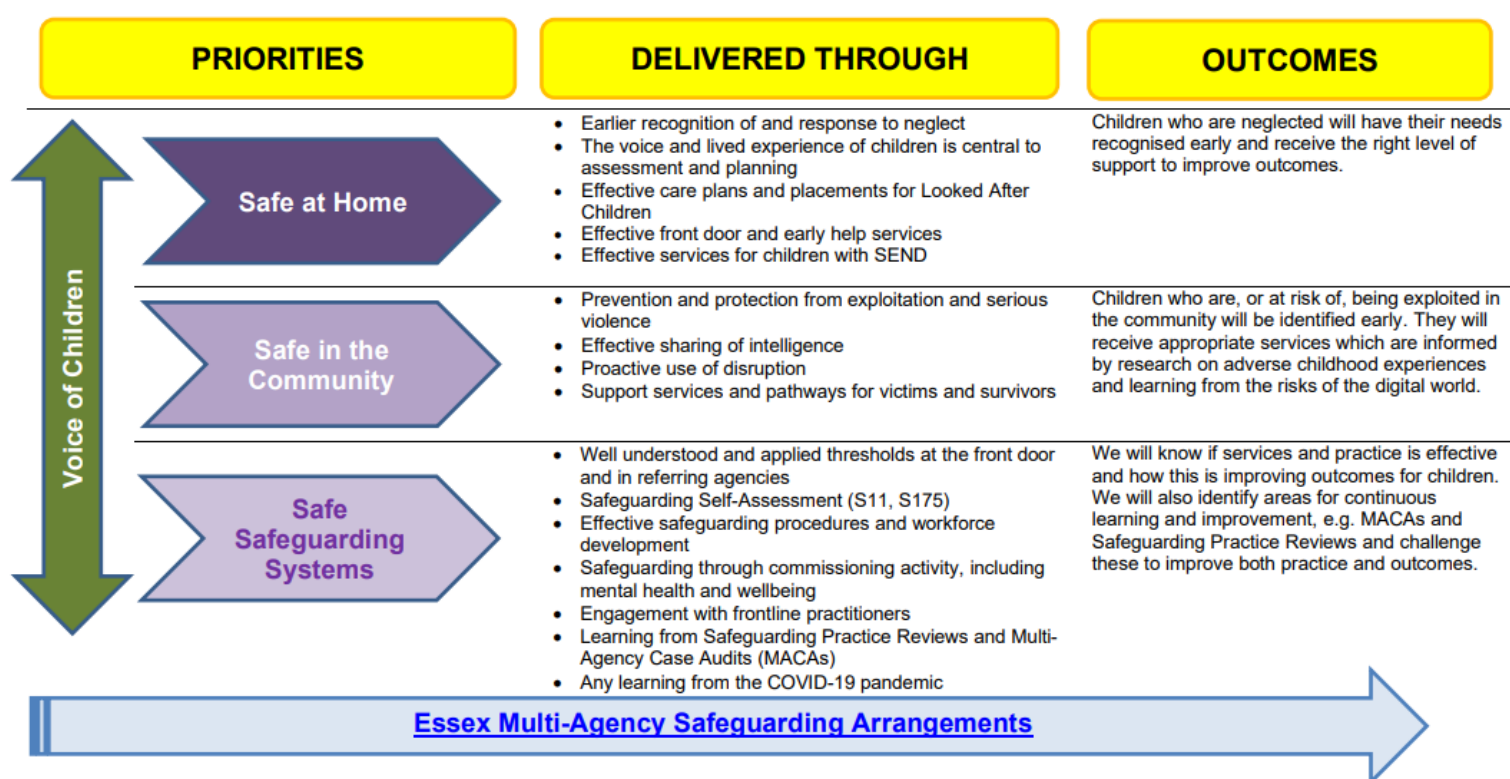 PRIORITIES
DELIVERED THROUGH
OUTCOMES
Voice of Children
Safe at Home
• Earlier recognition of and response to neglect
• The voice and lived experience of children is central to
assessment and planning
• Effective care plans and placements for Looked After
Children
• Effective front door and early help services
• Effective services for children with SEND
Children who are neglected will have their needs
recognised early and receive the right level of
support to improve outcomes.
Safe in the
Community
• Prevention and protection from exploitation and serious
violence
• Effective sharing of intelligence
• Proactive use of disruption
• Support services and pathways for victims and survivors
Children who are, or at risk of, being exploited in
the community will be identified early. They will
receive appropriate services which are informed
by research on adverse childhood experiences
and learning from the risks of the digital world.
Safe
Safeguarding
Systems
• Well understood and applied thresholds at the front door
and in referring agencies
• Safeguarding Self-Assessment (S11, S175)
• Effective safeguarding procedures and workforce
development
• Safeguarding through commissioning activity, including
mental health and wellbeing
• Engagement with frontline practitioners
• Learning from Safeguarding Practice Reviews and Multi-
Agency Case Audits (MACAs)
• Any learning from the COVID-19 pandemic
We will know if services and practice is effective
and how this is improving outcomes for children.
We will also identify areas for continuous
learning and improvement, e.g. MACAs and
Safeguarding Practice Reviews and challenge
these to improve both practice and outcomes.
Essex Multi-Agency Safeguarding Arrangements